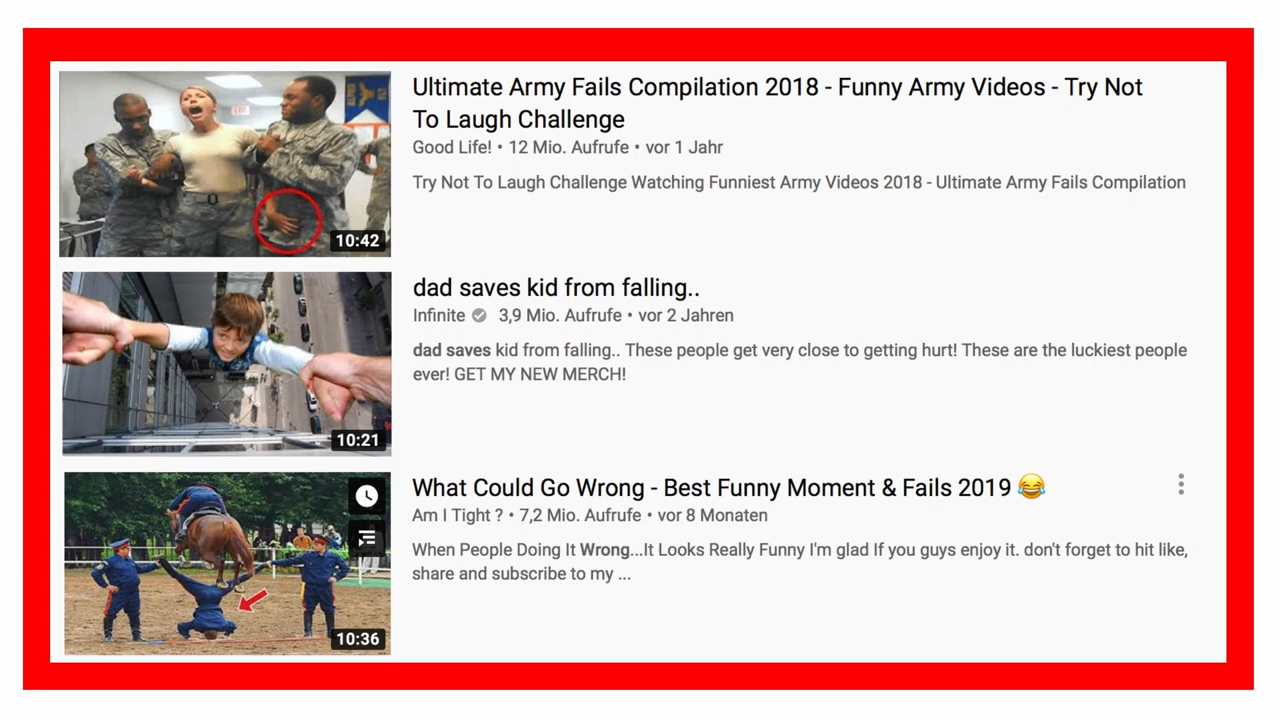 Ultimate Army Fails Compilation 2018 - Funny Army Videos - Try Not
To Laugh Challenge
Good Life! • 12 Mio. Aufrufe • vor 1 Jahr
Try Not To Laugh Challenge Watching Funniest Army Videos 2018 - Ultimate Army Fails Compilation
10:42
dad saves kid from falling..
Infinite 3,9 Mio. Aufrufe • vor 2 Jahren
dad saves kid from falling.. These people get very close to getting hurt! These are the luckiest people
ever! GET MY NEW MERCH!
10:21
What Could Go Wrong - Best Funny Moment & Fails 2019 😂
Am I Tight ? • 7,2 Mio. Aufrufe • vor 8 Monaten
When People Doing It Wrong...It Looks Really Funny I'm glad If you guys enjoy it. don't forget to hit like,
share and subscribe to my ...
10:36